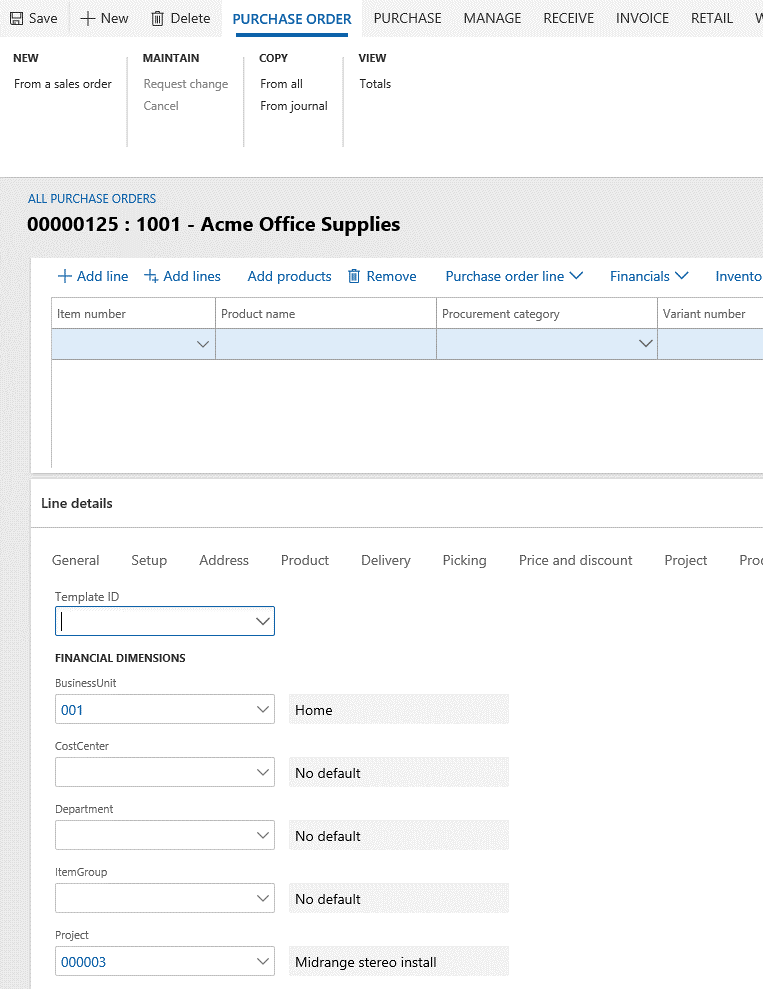 Save New Delete PURCHASE ORDER PURCHASE MANAGE RECEIVE INVOICE RETAIL
NEW MAINTAIN COPY VIEW
From a sales order Request change From all Totals
Cancel From journal
ALL PURCHASE ORDERS
00000125 : 1001 - Acme Office Supplies
Add line Add lines Add products Remove Purchase order line Financials Invento
Item number Product name Procurement category Variant number
Line details
General Setup Address Product Delivery Picking Price and discount Project Proc
Template ID
FINANCIAL DIMENSIONS
BusinessUnit
001 Home
CostCenter
No default
Department
No default
ItemGroup
No default
Project
000003 Midrange stereo install